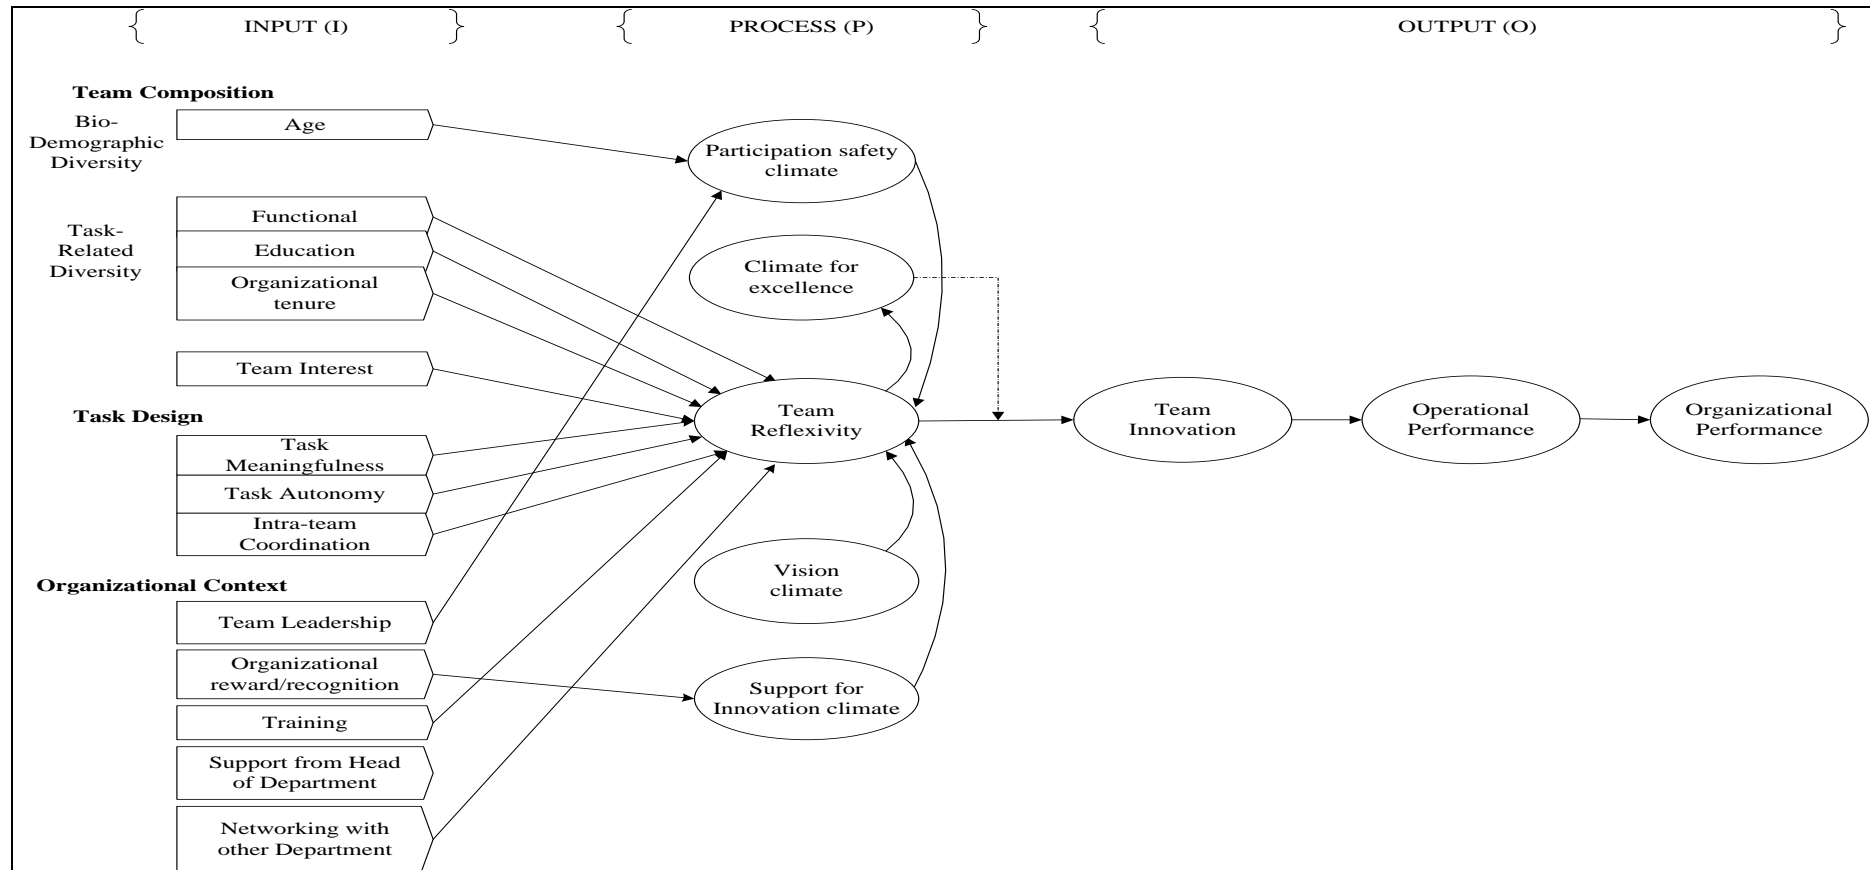 INPUT (I)
PROCESS (P)
OUTPUT (O)
Team Composition
Bio-
Demographic
Diversity
Age
Task-
Related
Diversity
Functional
Education
Organizational
tenure
Team Interest
Task Design
Task
Meaningfulness
Task Autonomy
Intra-team
Coordination
Organizational Context
Team Leadership
Organizational
reward/recognition
Training
Support from Head
of Department
Networking with
other Department
Participation safety
climate
Climate for
excellence
Team
Reflexivity
Vision
climate
Support for
Innovation climate
Team
Innovation
Operational
Performance
Organizational
Performance